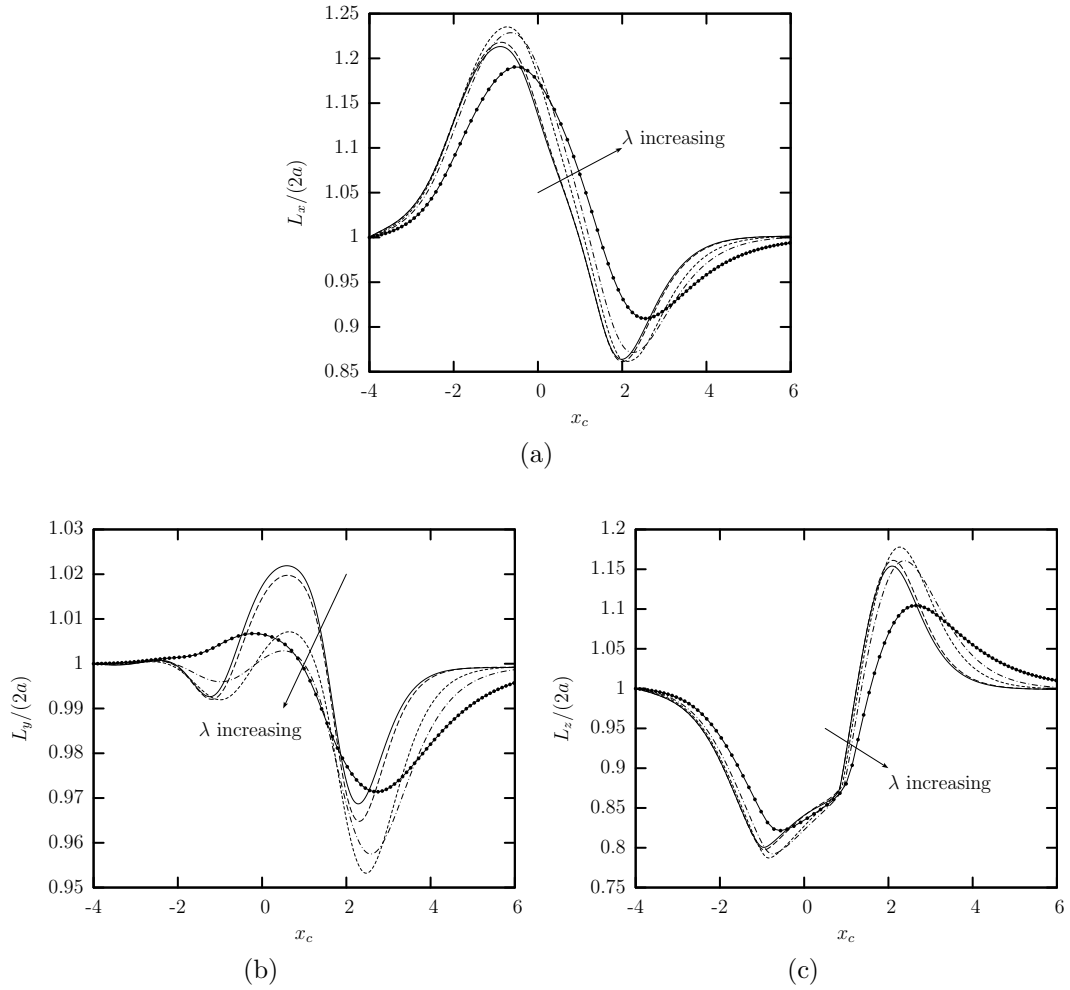 1.25
1.2
1.15
1.1
1.05
1
0.95
0.9
0.85
L_x/(2a)
λ increasing
-4 -2 0 2 4 6
x_c
(a)
1.03
1.02
1.01
1
0.99
0.98
0.97
0.96
0.95
L_y/(2a)
λ increasing
-4 -2 0 2 4 6
x_c
(b)
1.2
1.15
1.1
1.05
1
0.95
0.9
0.85
0.8
0.75
L_z/(2a)
λ increasing
-4 -2 0 2 4 6
x_c
(c)